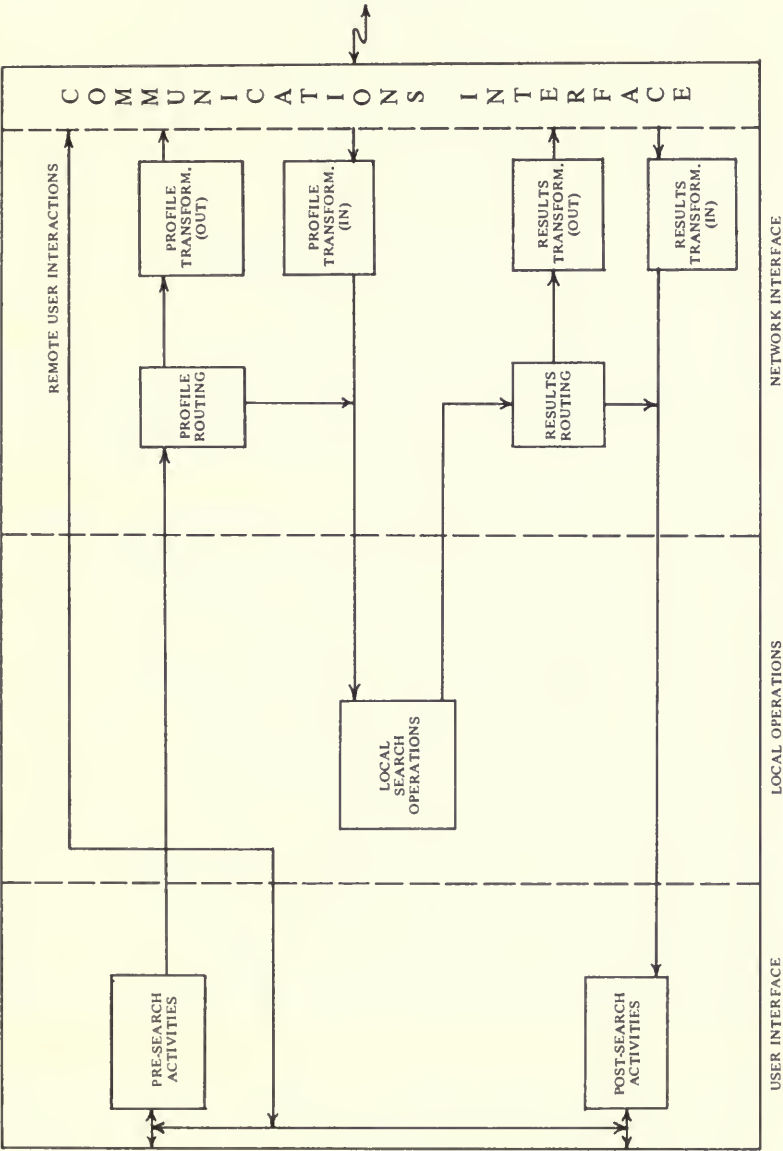 COMMUNICATIONS INTERFACE
REMOTE USER INTERACTIONS
PROFILE
TRANSFORM.
(OUT)
PROFILE
TRANSFORM.
(IN)
RESULTS
TRANSFORM.
(OUT)
RESULTS
TRANSFORM.
(IN)
PROFILE
ROUTING
RESULTS
ROUTING
NETWORK INTERFACE
LOCAL
SEARCH
OPERATIONS
LOCAL OPERATIONS
PRE-SEARCH
ACTIVITIES
POST-SEARCH
ACTIVITIES
USER INTERFACE